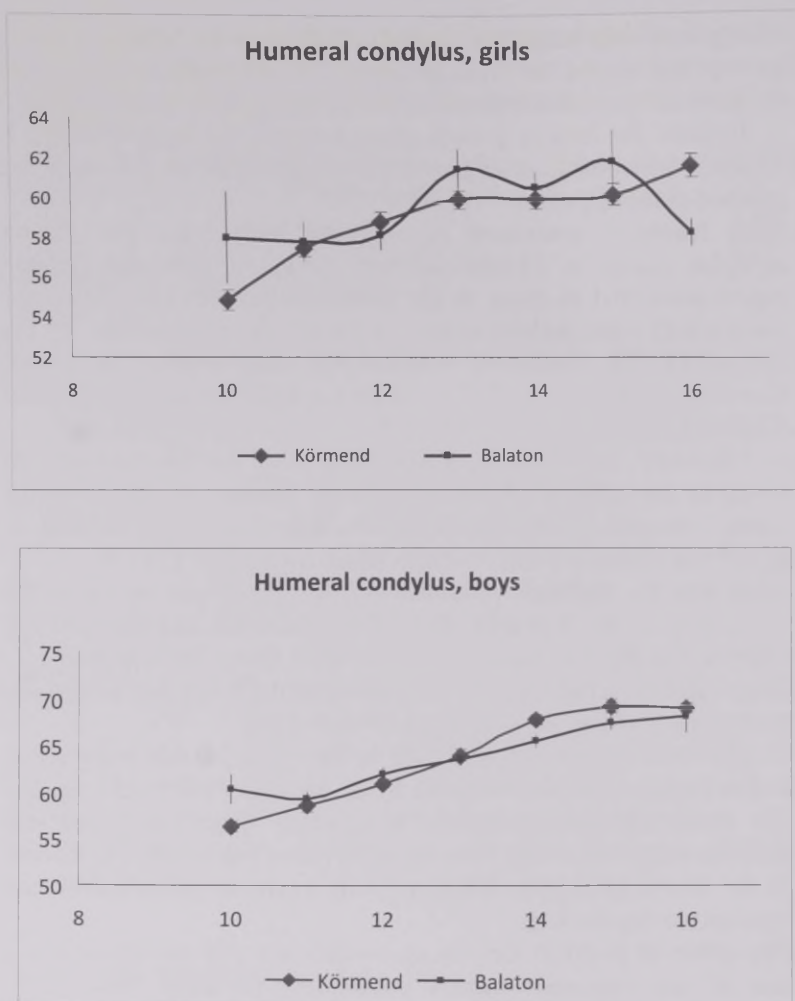 Humeral condylus, girls
64
62
60
58
56
54
52
8 10 12 14 16
Körmend Balaton
Humeral condylus, boys
75
70
65
60
55
50
8 10 12 14 16
Körmend Balaton